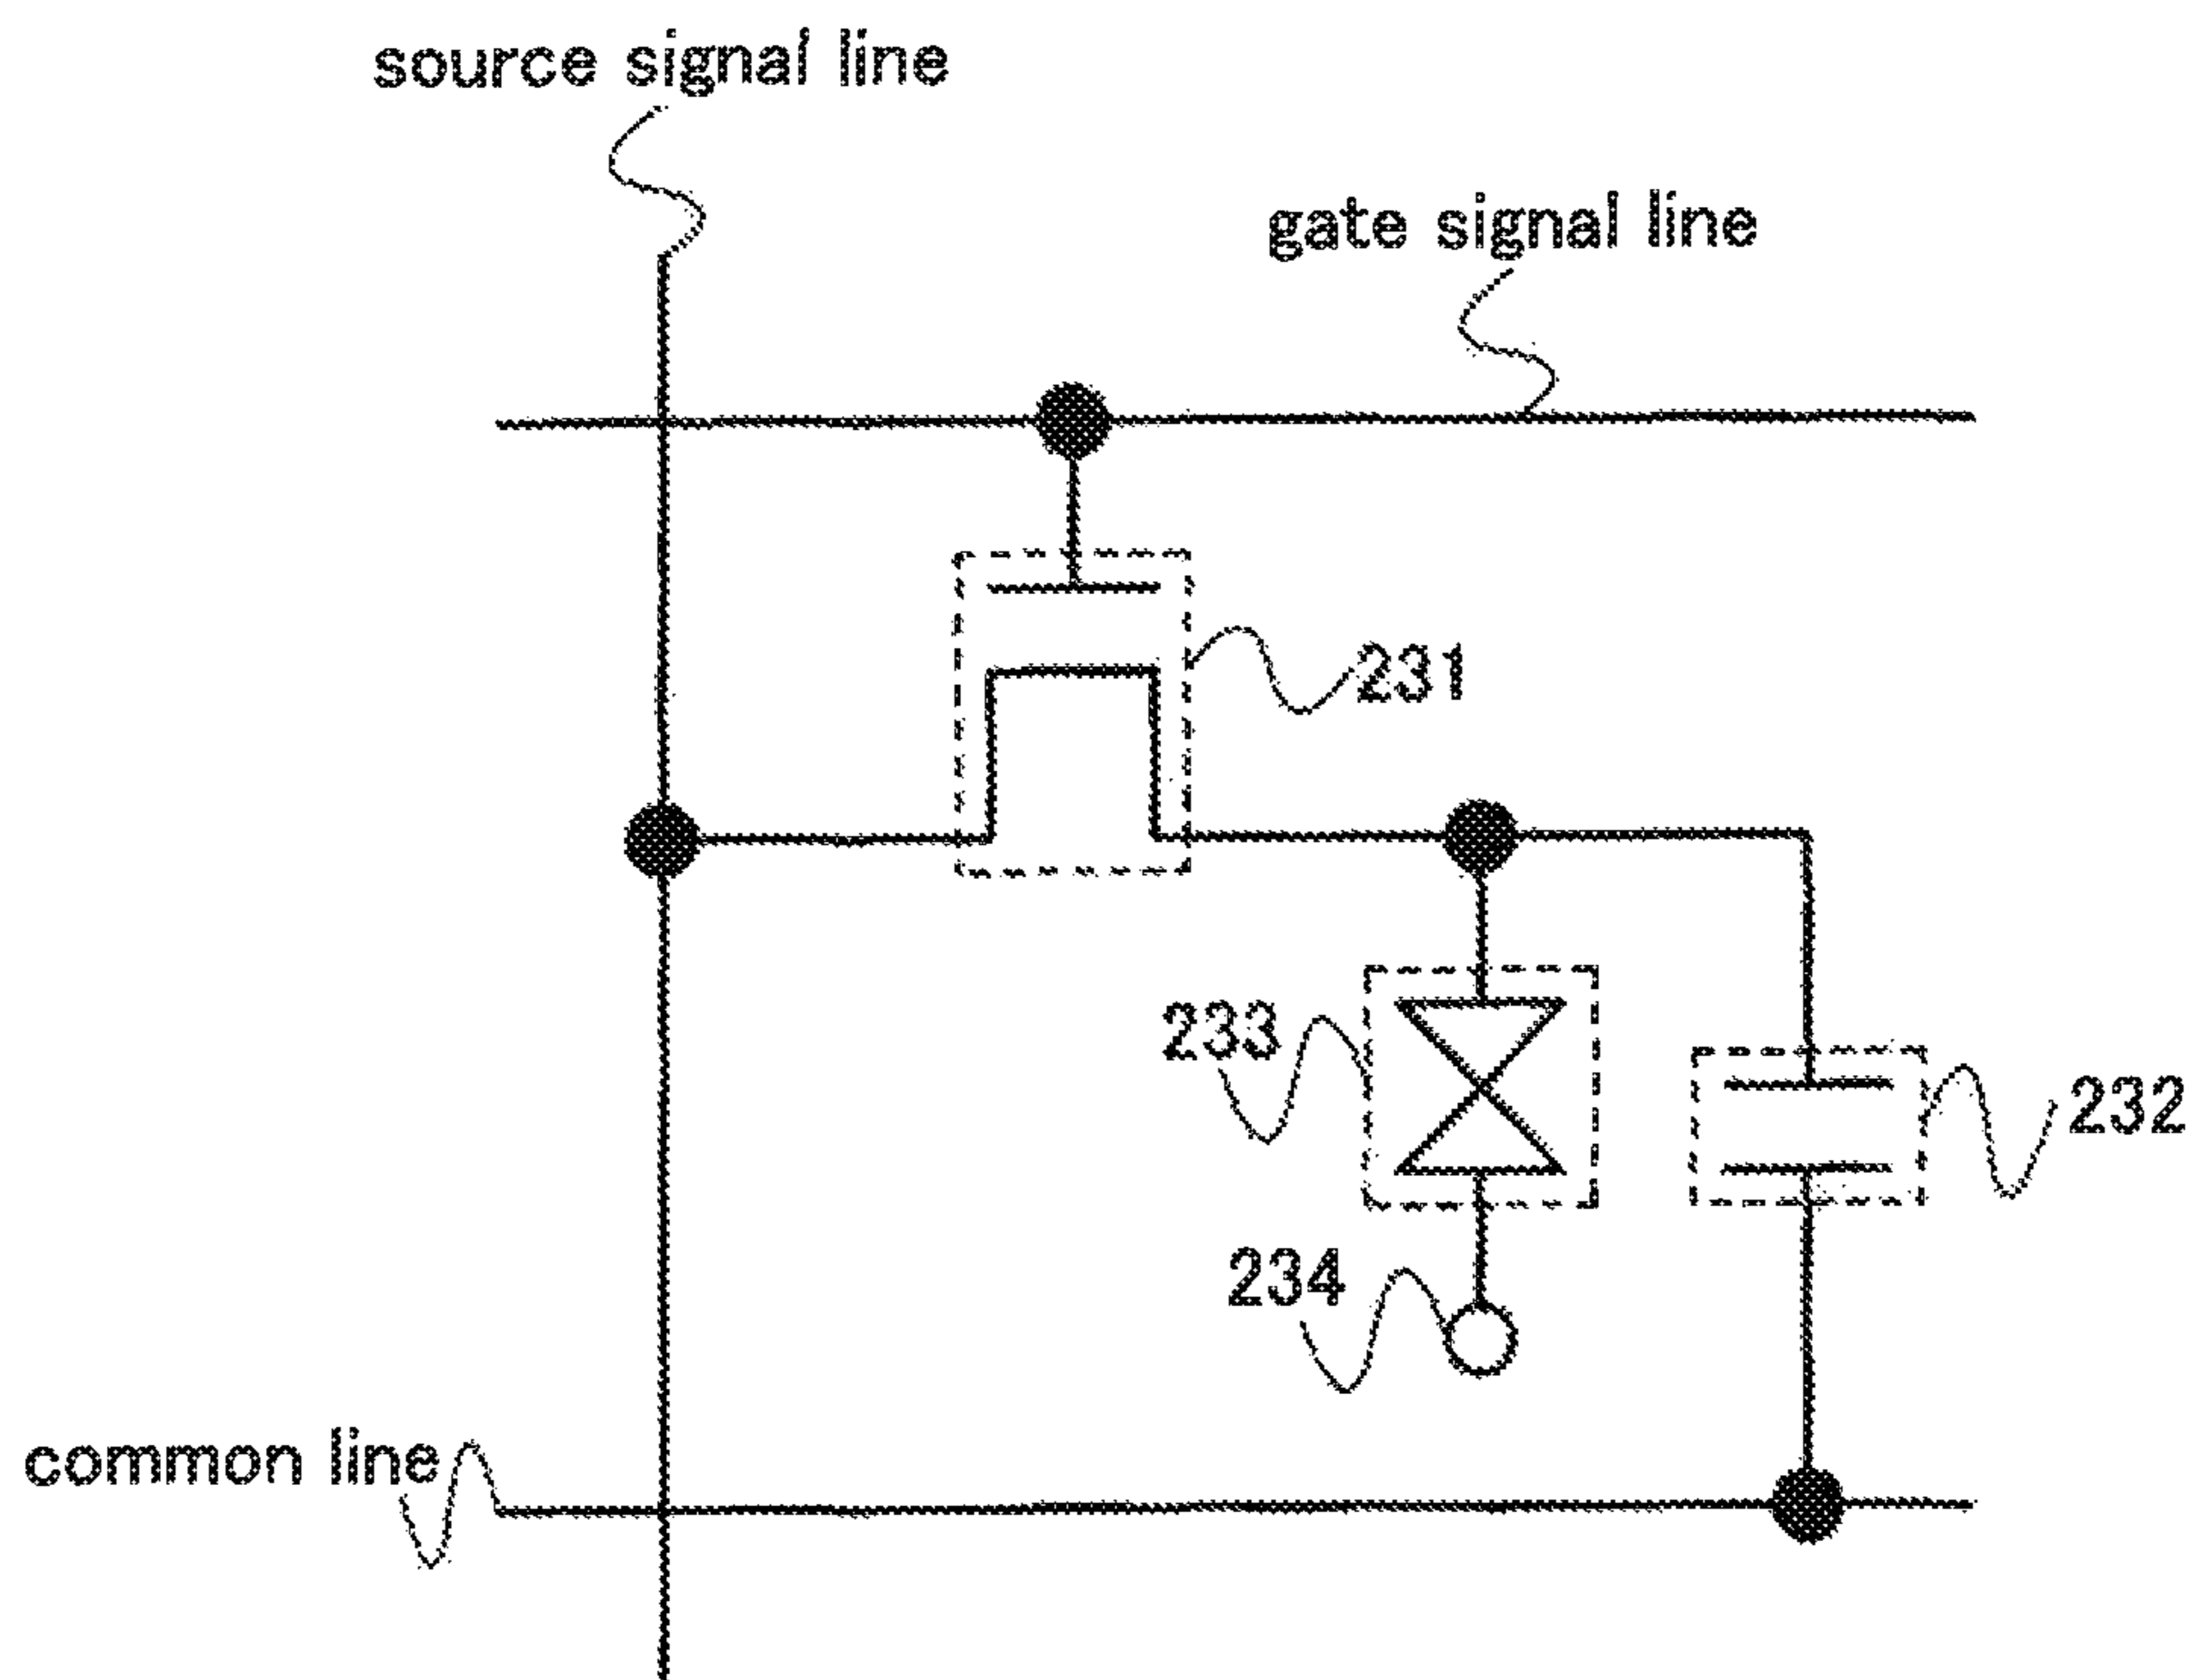 source signal line
gate signal line
231
233
232
234
common line